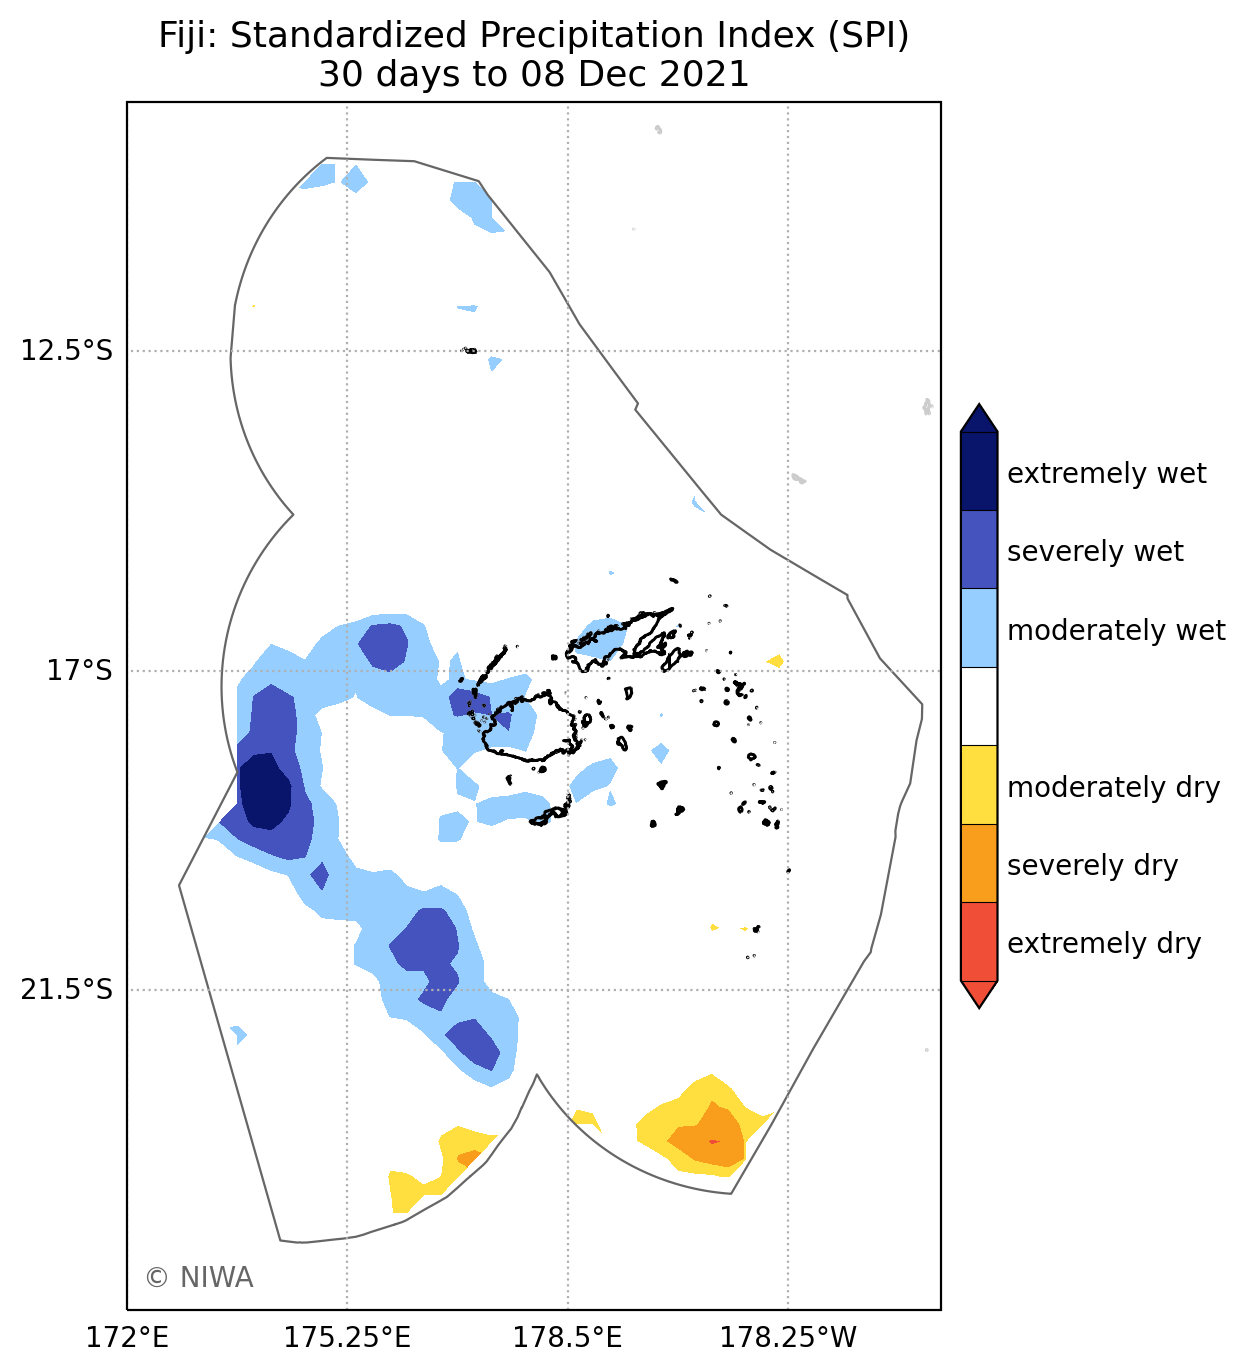 Fiji: Standardized Precipitation Index (SPI)
30 days to 08 Dec 2021
12.5°S
17°S
21.5°S
172°E
175.25°E
178.5°E
178.25°W
extremely wet
severely wet
moderately wet
moderately dry
severely dry
extremely dry
© NIWA